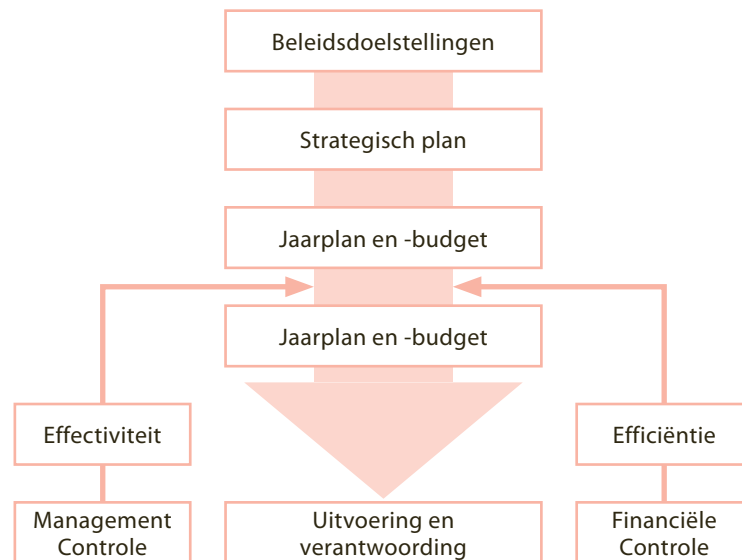 Beleidsdoelstellingen
Strategisch plan
Jaarplan en -budget
Jaarplan en -budget
Effectiviteit
Efficiëntie
Management
Controle
Uitvoering en
verantwoording
Financiële
Controle